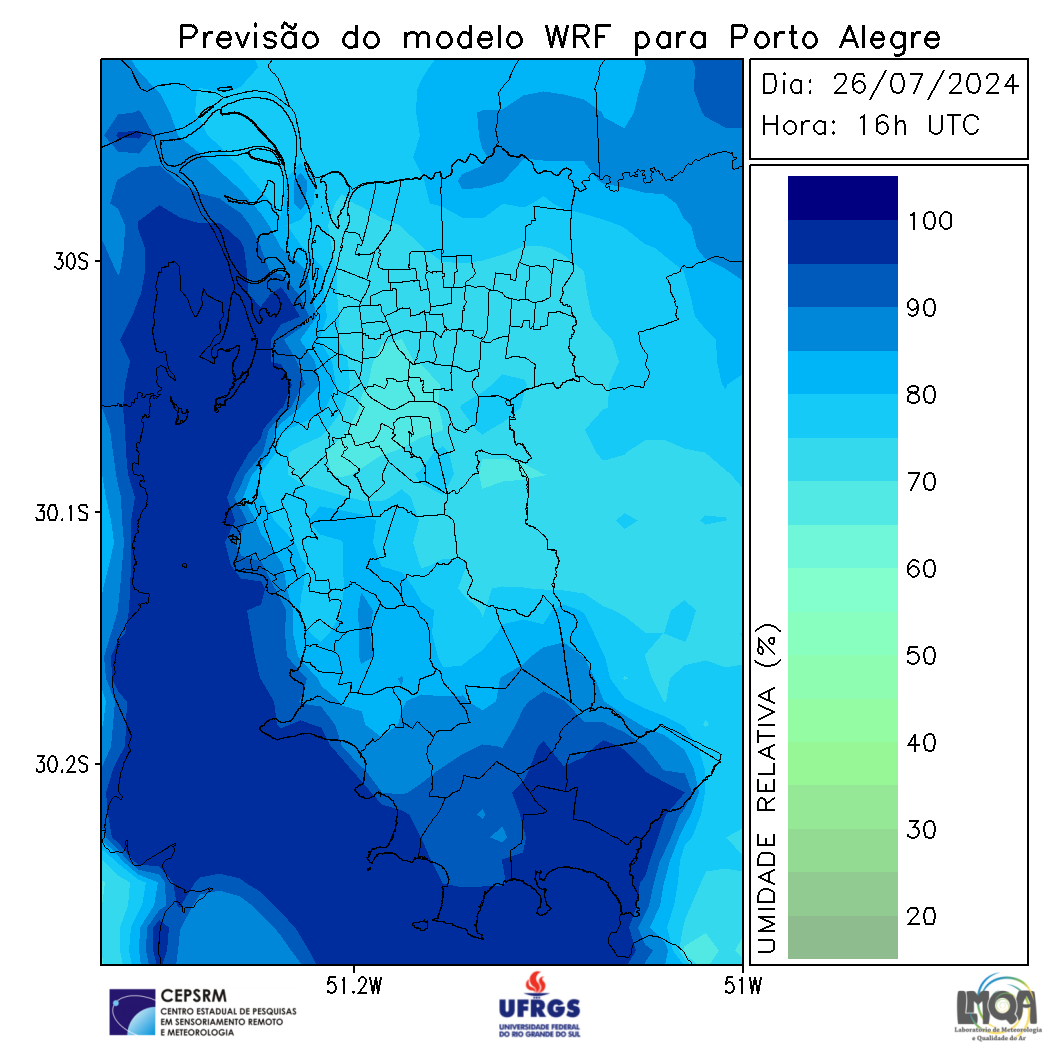 Previsão do modelo WRF para Porto Alegre
Dia: 26/07/2024
Hora: 16h UTC
100
90
80
70
60
50
40
30
20
UMIDADE RELATIVA (%)
30S
30.1S
30.2S
51.2W
51W
CEPSRM
CENTRO ESTADUAL DE PESQUISAS
EM SENSORIAMENTO REMOTO
E METEOROLOGIA
UFRGS
UNIVERSIDADE FEDERAL
DO RIO GRANDE DO SUL
LMQA
Laboratório de Meteorologia
e Qualidade do Ar